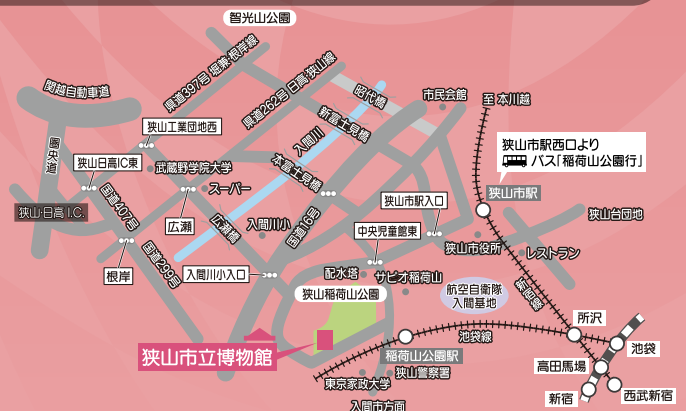 智光山公園
関越自動車道
県道397号 堀兼・根岸線
県道262号 日高・狭山線
昭代橋
市民会館
至 本川越
新富士見橋
狭山工業団地西
入間川
狭山市駅西口より
バス「稲荷山公園行」
圏央道
狭山日高IC東
武蔵野学院大学
本富士見橋
スーパー
狭山市駅入口
狭山市駅
狭山・日高 I.C.
国道407号
広瀬
広瀬橋
入間川小
国道16号
中央児童館東
狭山台団地
狭山市役所
レストラン
根岸
国道299号
入間川小入口
配水塔
サビオ稲荷山
狭山稲荷山公園
航空自衛隊
入間基地
新宿線
所沢
池袋線
池袋
狭山市立博物館
稲荷山公園駅
高田馬場
狭山警察署
東京家政大学
新宿
西武新宿
入間市方面